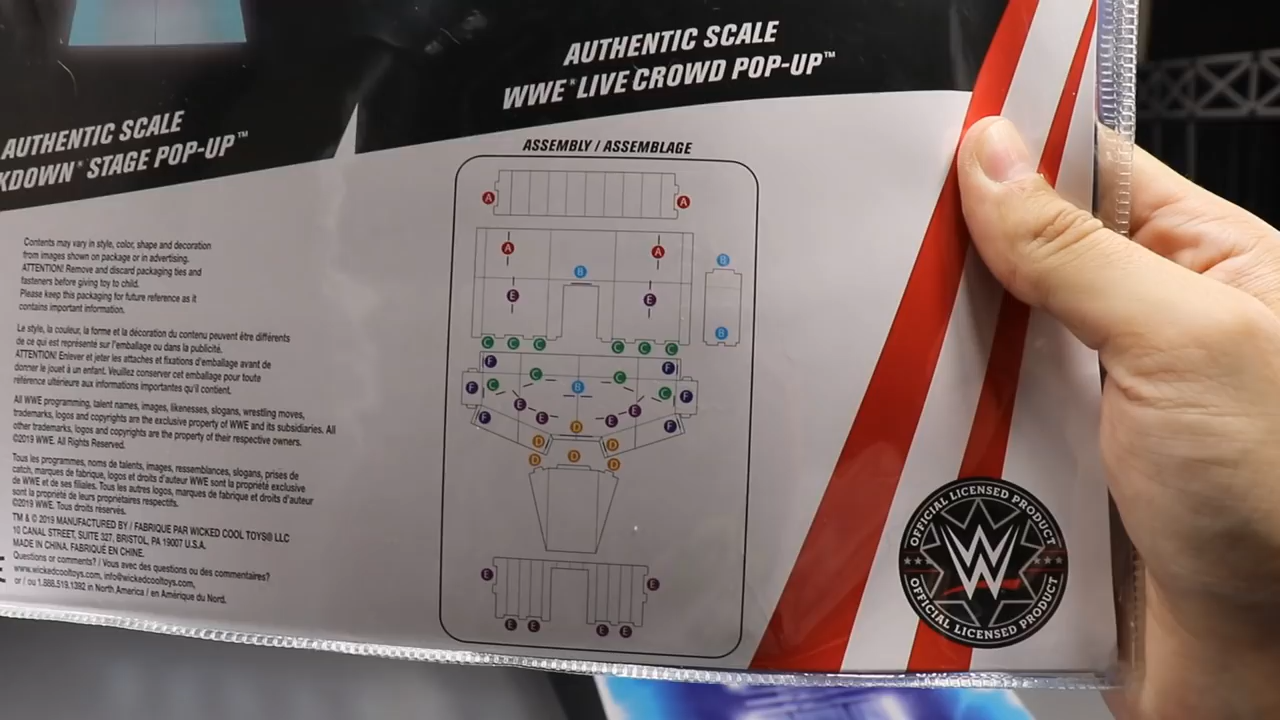 AUTHENTIC SCALE
WWE LIVE CROWD POP-UP™
AUTHENTIC SCALE
KDOWN STAGE POP-UP™
ASSEMBLY / ASSEMBLAGE
A A
A A
B B
E E
B
C C C C C C
F F
C C
F C B C F
E E
F E E F
D
D D
D D D
E E
E E E E
Contents may vary in style, color, shape and decoration
from images shown on package or in advertising.
ATTENTION! Remove and discard packaging ties and
fasteners before giving toy to child.
Please keep this packaging for future reference as it
contains important information.
Le style, la couleur, la forme et la décoration du contenu peuvent être différents
de ce qui est représenté sur l'emballage ou dans la publicité.
ATTENTION! Enlever et jeter les attaches et fixations d'emballage avant de
donner le jouet à un enfant. Veuillez conserver cet emballage pour toute
référence ultérieure aux informations importantes qu'il contient.
All WWE programming, talent names, images, likenesses, slogans, wrestling moves,
trademarks, logos and copyrights are the exclusive property of WWE and its subsidiaries. All
other trademarks, logos and copyrights are the property of their respective owners.
©2019 WWE. All Rights Reserved.
Tous les programmes, noms de talents, images, ressemblances, slogans, prises de
catch, marques de fabrique, logos et droits d'auteur WWE sont la propriété exclusive
de WWE et de ses filiales. Tous les autres logos, marques de fabrique et droits d'auteur
sont la propriété de leurs propriétaires respectifs.
©2019 WWE. Tous droits réservés.
TM & © 2019 MANUFACTURED BY / FABRIQUÉ PAR WICKED COOL TOYS® LLC
10 CANAL STREET, SUITE 327, BRISTOL, PA 19007 U.S.A.
MADE IN CHINA. FABRIQUÉ EN CHINE.
Questions or comments? / Vous avec des questions ou des commentaires?
www.wickedcooltoys.com, info@wickedcooltoys.com,
or / ou 1.866.519.1392 in North America / en Amérique du Nord.
OFFICIAL LICENSED PRODUCT
W
OFFICIAL LICENSED PRODUCT